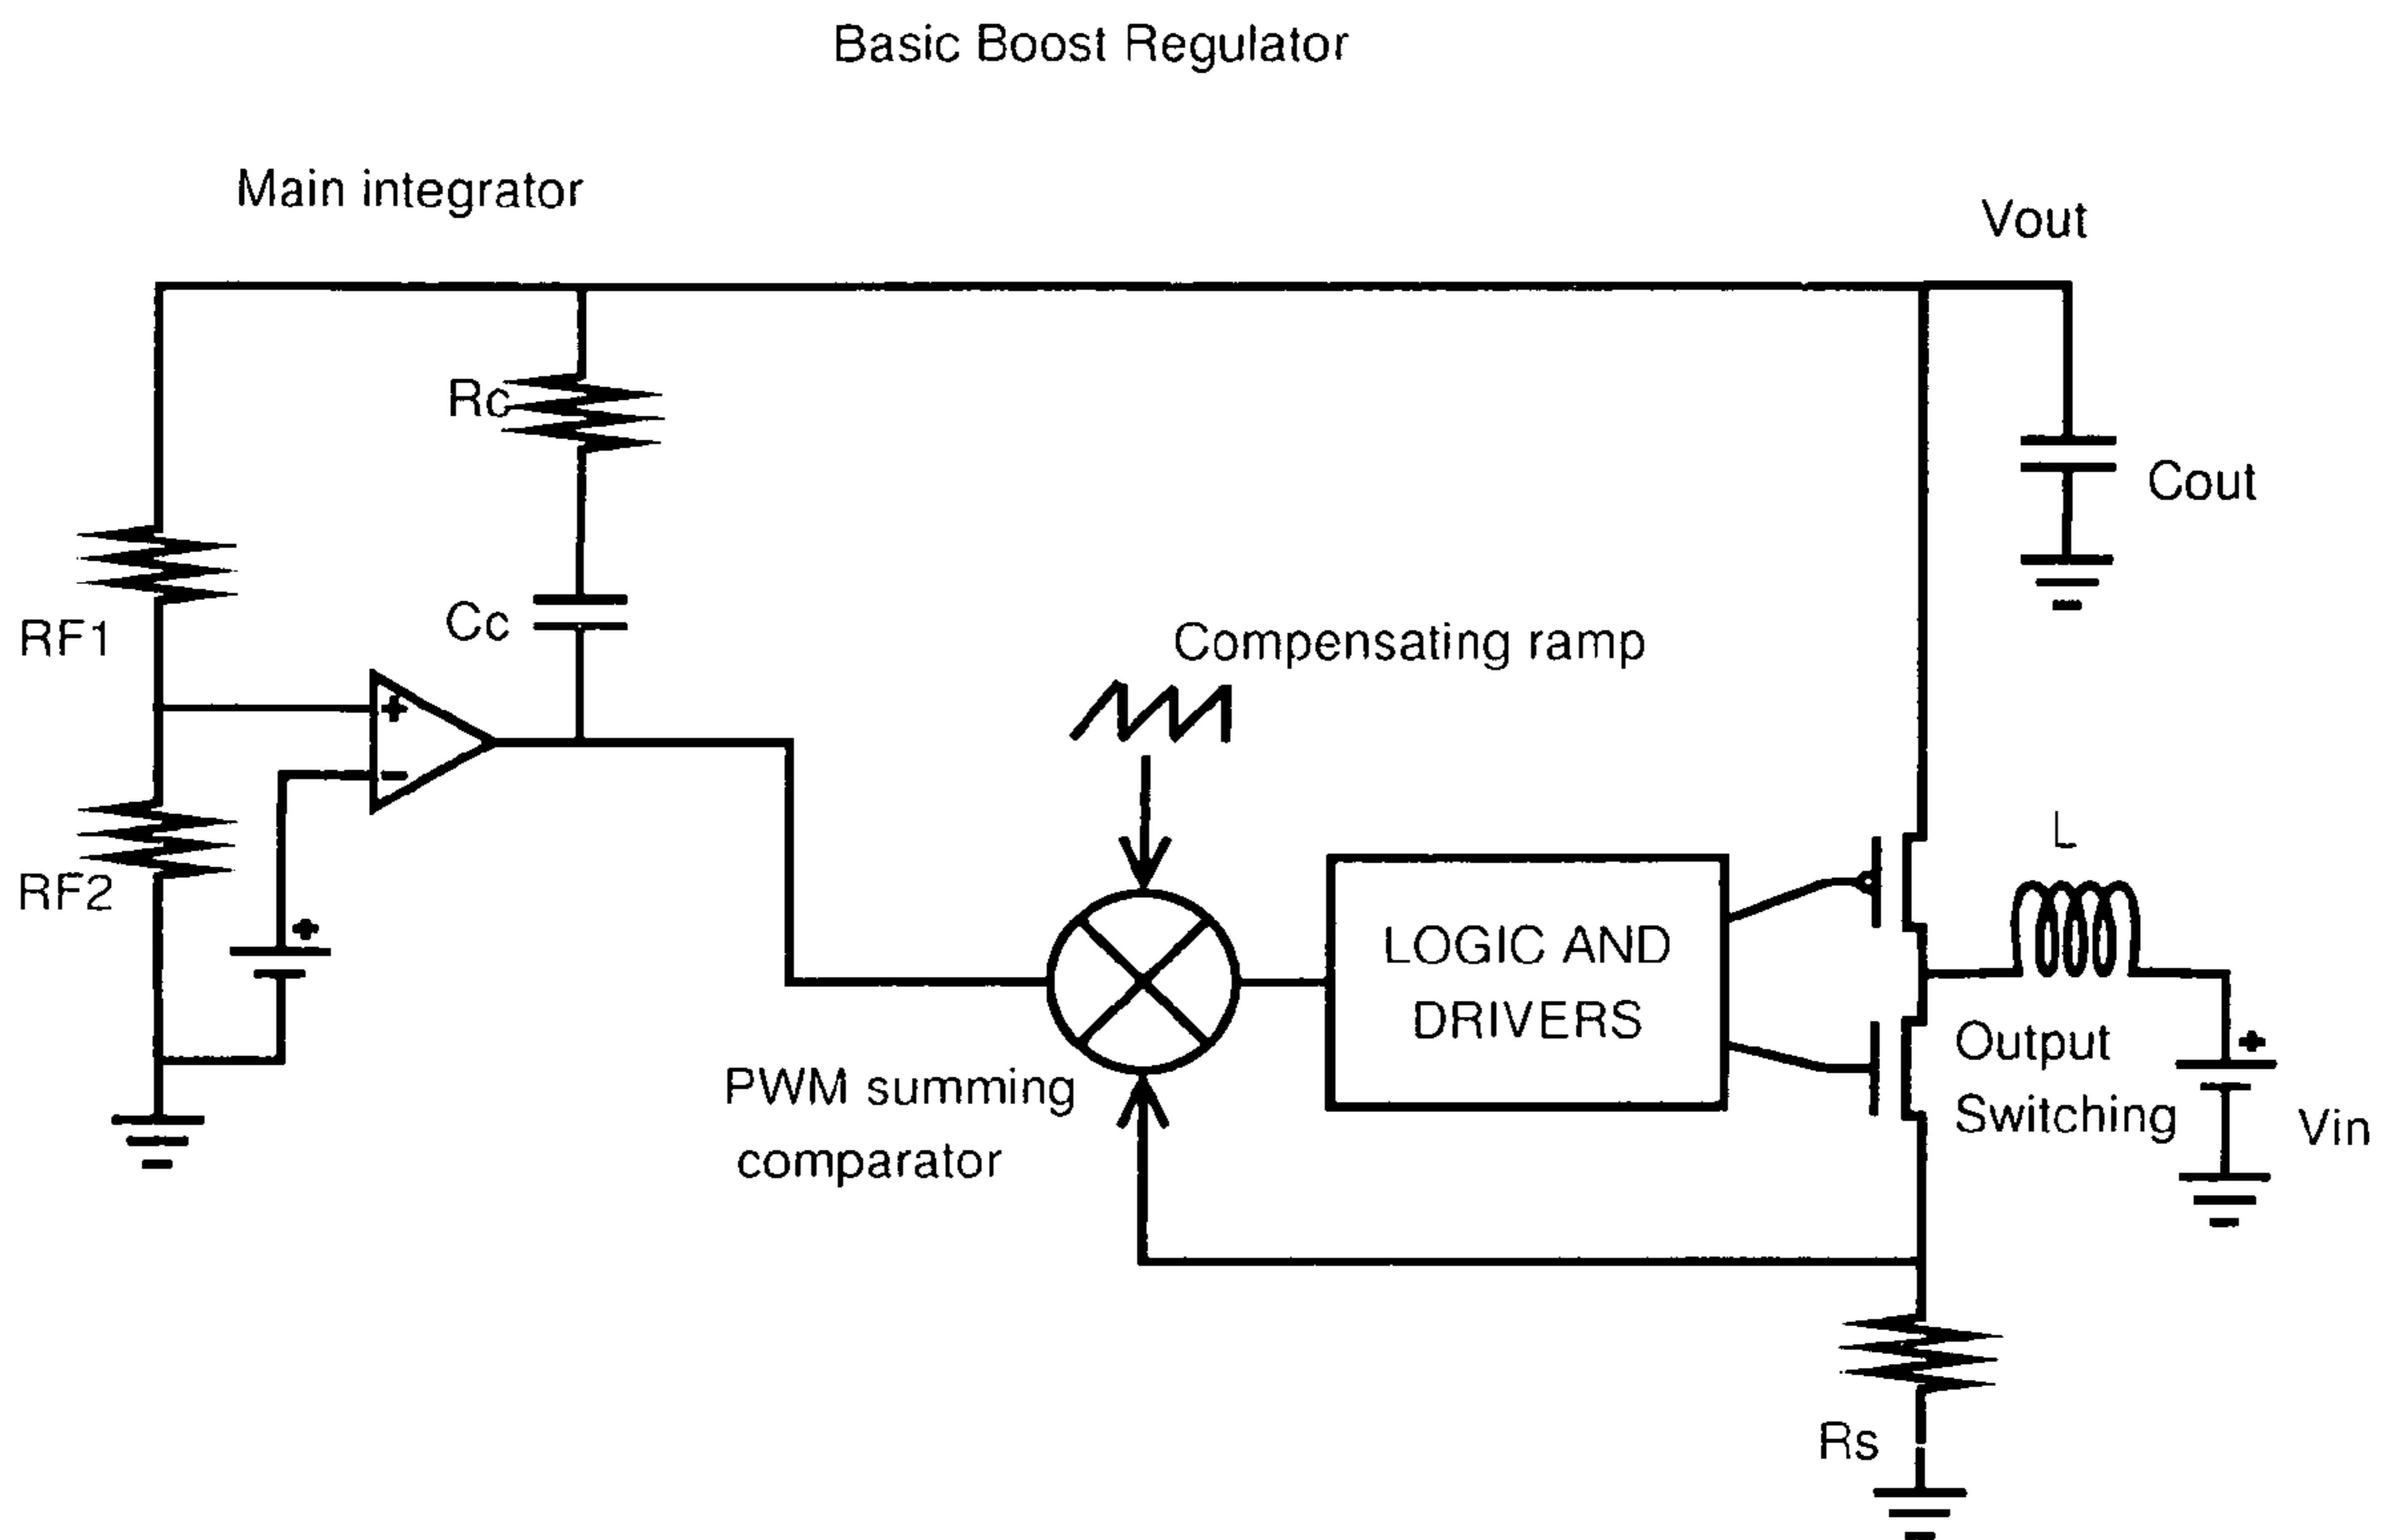 Basic Boost Regulator
Main integrator
Vout
Rc
Cout
RF1
Cc
Compensating ramp
+
-
L
RF2
+
LOGIC AND
DRIVERS
Output
Switching
+
Vin
PWM summing
comparator
Rs